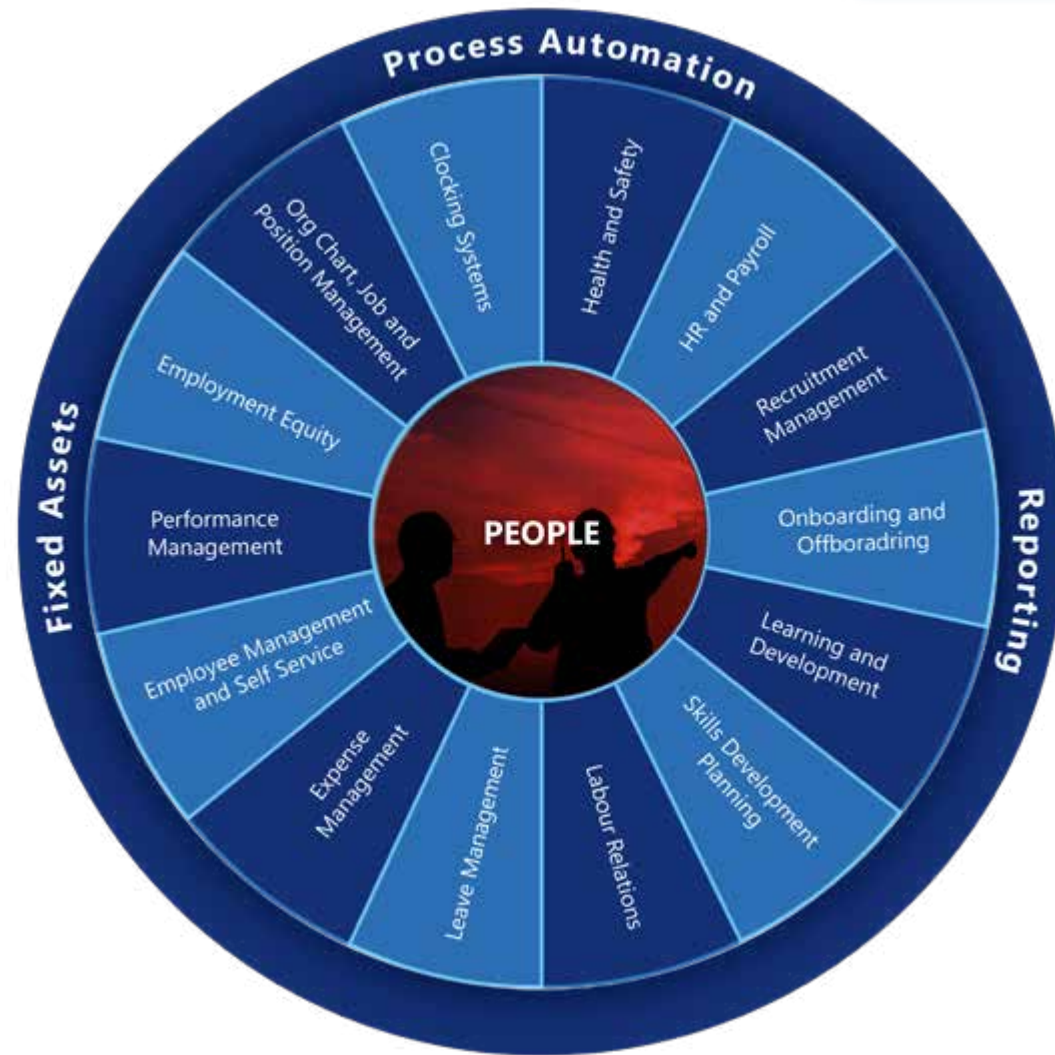 Process Automation
Health and Safety
HR and Payroll
Recruitment
Management
Onboarding and
Offboradring
Learning and
Development
Skills Development
Planning
Labour Relations
Leave Management
Expense
Management
Employee Management
and Self Service
Performance
Management
Employment Equity
Org Chart, Job and
Position Management
Clocking Systems
PEOPLE
Reporting
Fixed Assets